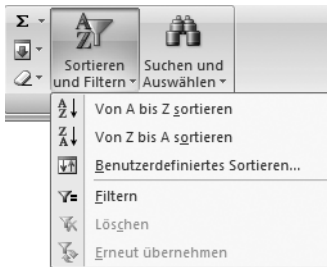 Σ
Sortieren und Filtern
Suchen und Auswählen
Von A bis Z sortieren
Von Z bis A sortieren
Benutzerdefiniertes Sortieren...
Filtern
Löschen
Erneut übernehmen